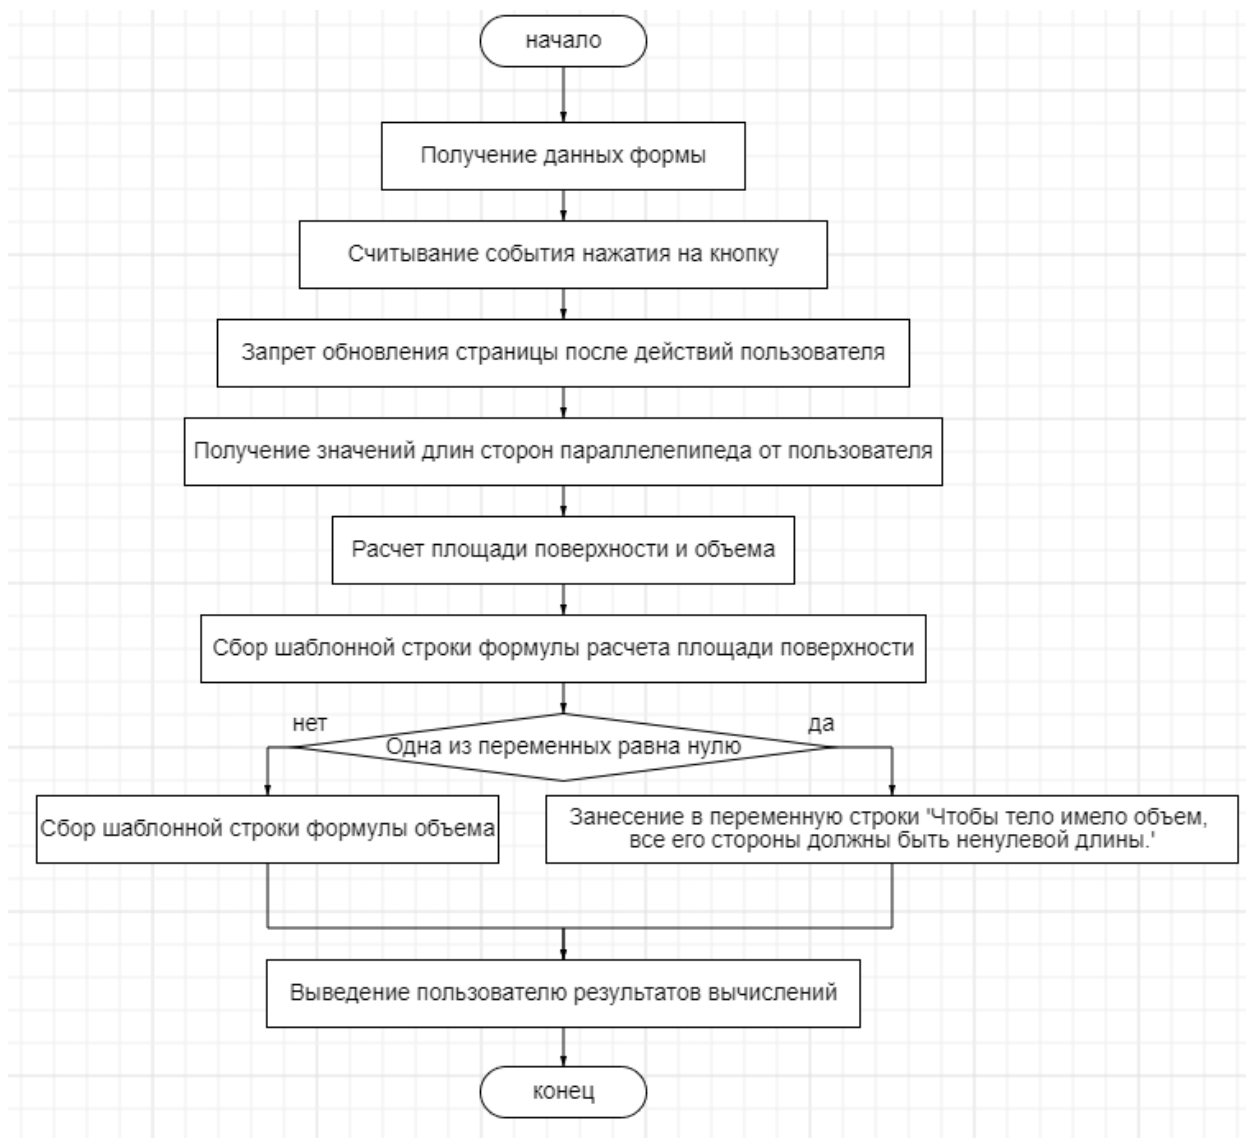 начало
Получение данных формы
Считывание события нажатия на кнопку
Запрет обновления страницы после действий пользователя
Получение значений длин сторон параллелепипеда от пользователя
Расчет площади поверхности и объема
Сбор шаблонной строки формулы расчета площади поверхности
нет
да
Одна из переменных равна нулю
Сбор шаблонной строки формулы объема
Занесение в переменную строки 'Чтобы тело имело объем,
все его стороны должны быть ненулевой длины.'
Выведение пользователю результатов вычислений
конец